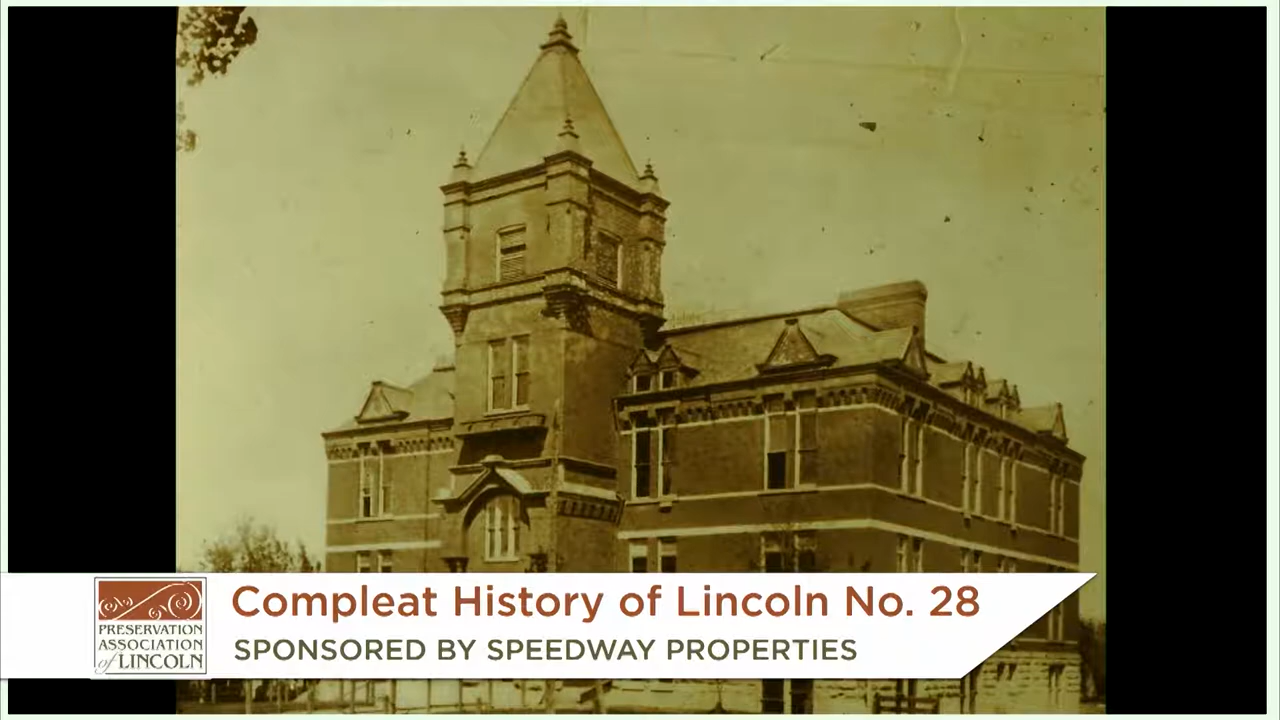 Compleat History of Lincoln No. 28
SPONSORED BY SPEEDWAY PROPERTIES
PRESERVATION
ASSOCIATION
of LINCOLN